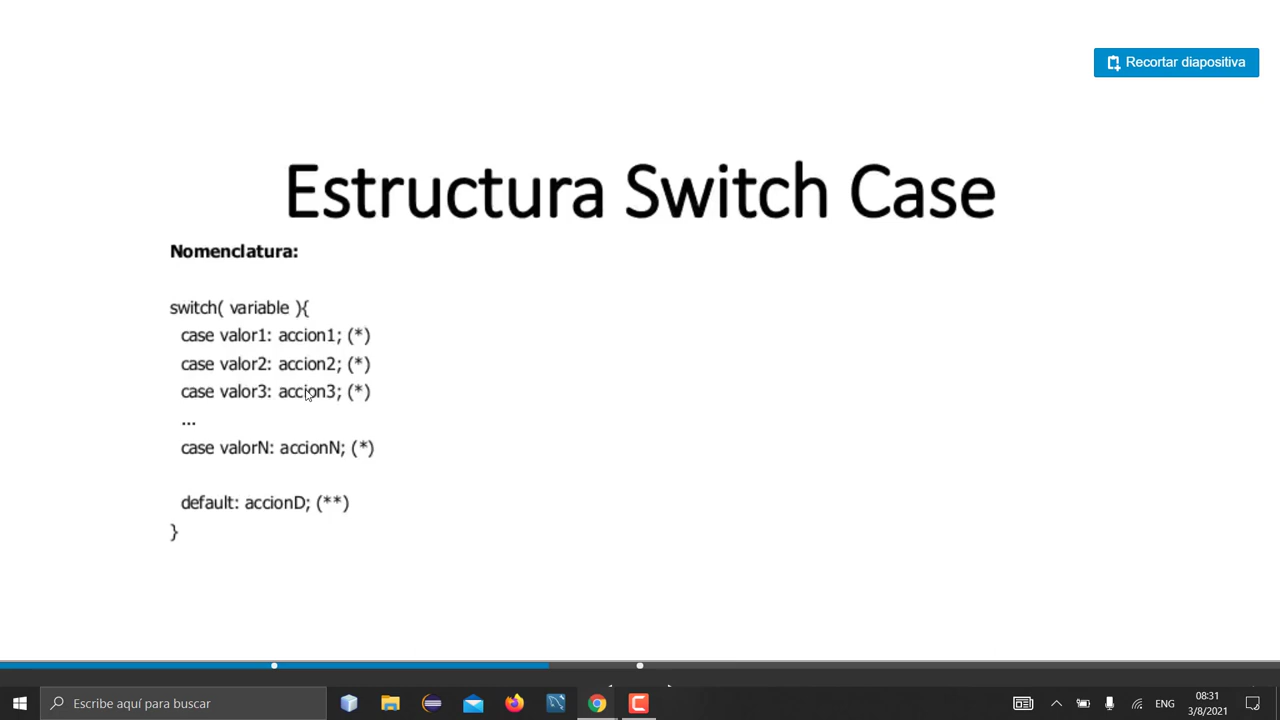 Recortar diapositiva
Estructura Switch Case
Nomenclatura:
switch( variable ){
case valor1: accion1; (*)
case valor2: accion2; (*)
case valor3: accion3; (*)
...
case valorN: accionN; (*)
default: accionD; (**)
}
Escribe aquí para buscar
ENG
08:31
3/8/2021